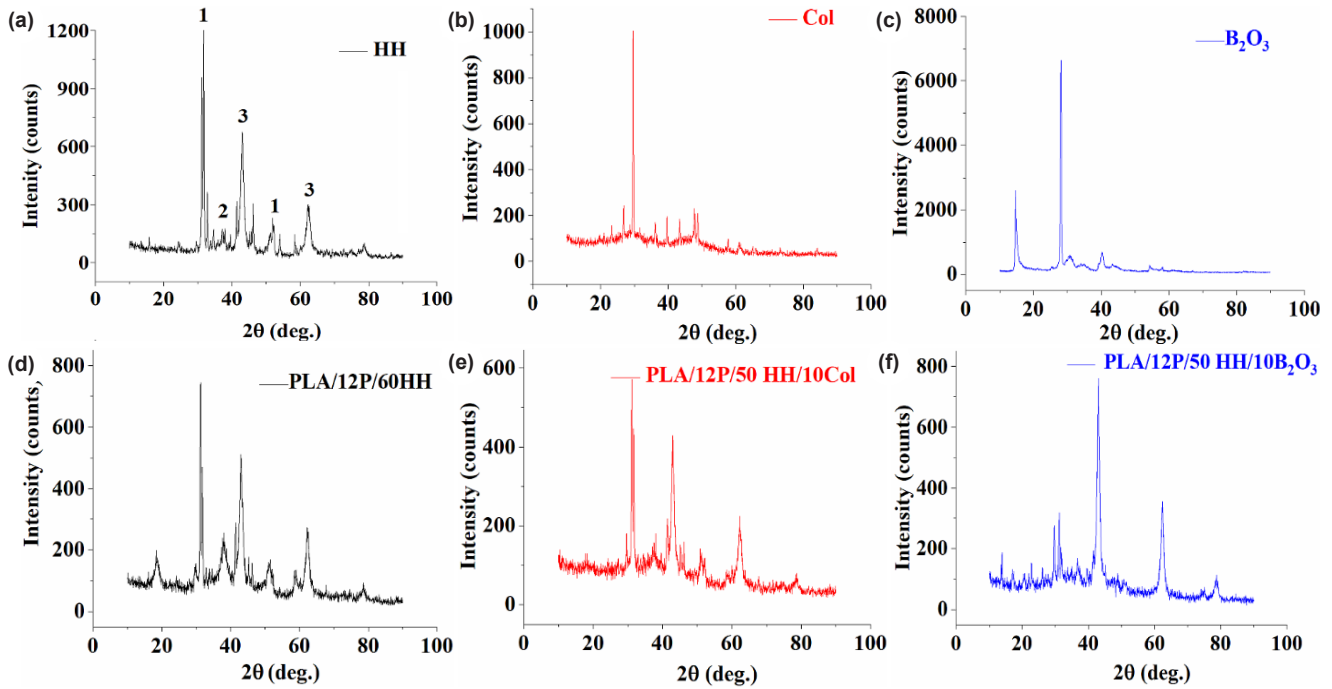 (a)
HH
1
3
2
1
3
1200
900
600
300
0
Intenity (counts)
0 20 40 60 80 100
2θ (deg.)
(b)
Col
1000
800
600
400
200
0
Intensity (counts)
0 20 40 60 80 100
2θ (deg.)
(c)
B₂O₃
8000
6000
4000
2000
0
Intensity (counts)
0 20 40 60 80 100
2θ (deg.)
(d)
PLA/12P/60HH
800
600
400
200
0
Intensity (counts,
0 20 40 60 80 100
2θ (deg.)
(e)
PLA/12P/50 HH/10Col
600
400
200
0
Intensity (counts)
0 20 40 60 80 100
2θ (deg.)
(f)
PLA/12P/50 HH/10B₂O₃
800
600
400
200
0
Intensity (counts)
0 20 40 60 80 100
2θ (deg.)